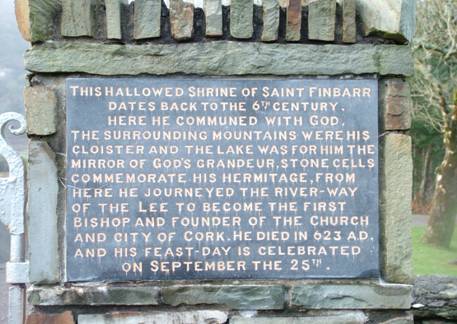 THIS HALLOWED SHRINE OF SAINT FINBARR
DATES BACK TO THE 6TH CENTURY.
HERE HE COMMUNED WITH GOD,
THE SURROUNDING MOUNTAINS WERE HIS
CLOISTER AND THE LAKE WAS FOR HIM THE
MIRROR OF GOD'S GRANDEUR, STONE CELLS
COMMEMORATE HIS HERMITAGE, FROM
HERE HE JOURNEYED THE RIVER-WAY
OF THE LEE TO BECOME THE FIRST
BISHOP AND FOUNDER OF THE CHURCH
AND CITY OF CORK. HE DIED IN 623 A.D.
AND HIS FEAST-DAY IS CELEBRATED
ON SEPTEMBER THE 25TH.